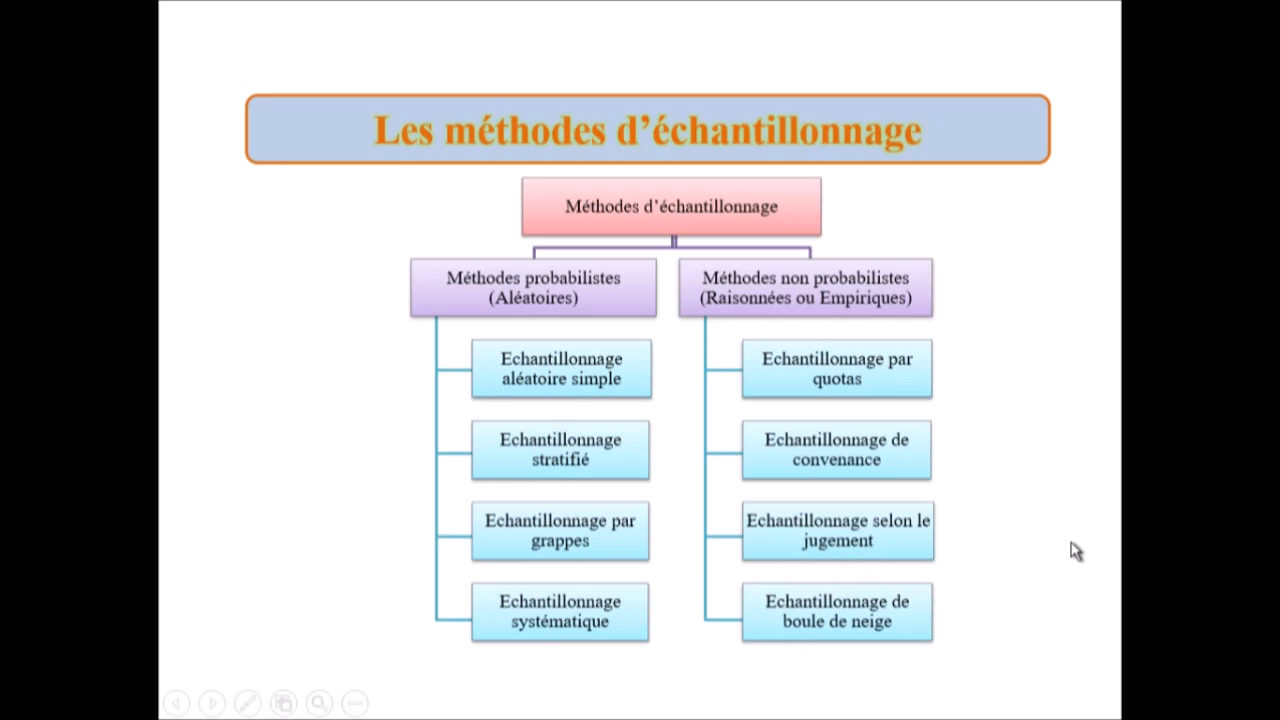 Les méthodes d’échantillonnage
Méthodes d’échantillonnage
Méthodes probabilistes
(Aléatoires)
Echantillonnage
aléatoire simple
Echantillonnage
stratifié
Echantillonnage par
grappes
Echantillonnage
systématique
Méthodes non probabilistes
(Raisonnées ou Empiriques)
Echantillonnage par
quotas
Echantillonnage de
convenance
Echantillonnage selon le
jugement
Echantillonnage de
boule de neige